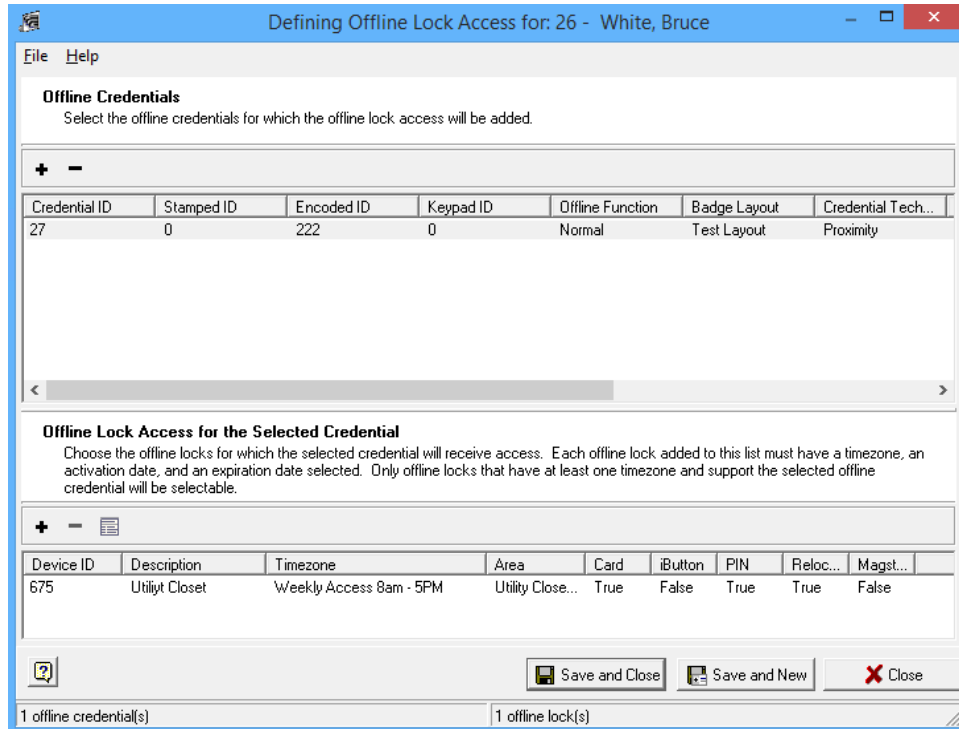 Defining Offline Lock Access for: 26 - White, Bruce
File Help
Offline Credentials
Select the offline credentials for which the offline lock access will be added.
Credential ID Stamped ID Encoded ID Keypad ID Offline Function Badge Layout Credential Tech...
27 0 222 0 Normal Test Layout Proximity
Offline Lock Access for the Selected Credential
Choose the offline locks for which the selected credential will receive access. Each offline lock added to this list must have a timezone, an
activation date, and an expiration date selected. Only offline locks that have at least one timezone and support the selected offline
credential will be selectable.
Device ID Description Timezone Area Card iButton PIN Reloc... Magst...
675 Utiliyt Closet Weekly Access 8am - 5PM Utility Close... True False True True False
Save and Close Save and New Close
1 offline credential(s) 1 offline lock(s)